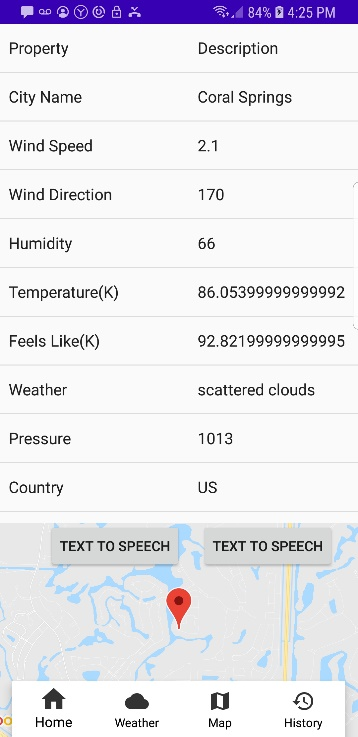 84% 4:25 PM
Property Description
City Name Coral Springs
Wind Speed 2.1
Wind Direction 170
Humidity 66
Temperature(K) 86.05399999999992
Feels Like(K) 92.82199999999995
Weather scattered clouds
Pressure 1013
Country US
TEXT TO SPEECH TEXT TO SPEECH
Home Weather Map History